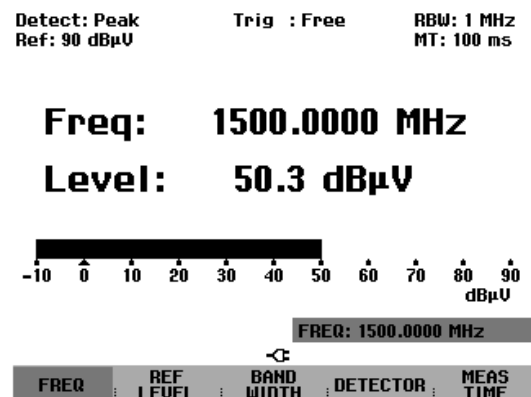 Detect: Peak Trig : Free RBW: 1 MHz
Ref: 90 dBµV MT: 100 ms
Freq: 1500.0000 MHz
Level: 50.3 dBµV
-10 0 10 20 30 40 50 60 70 80 90
dBµV
FREQ: 1500.0000 MHz
FREQ REF LEVEL BAND WIDTH DETECTOR MEAS TIME